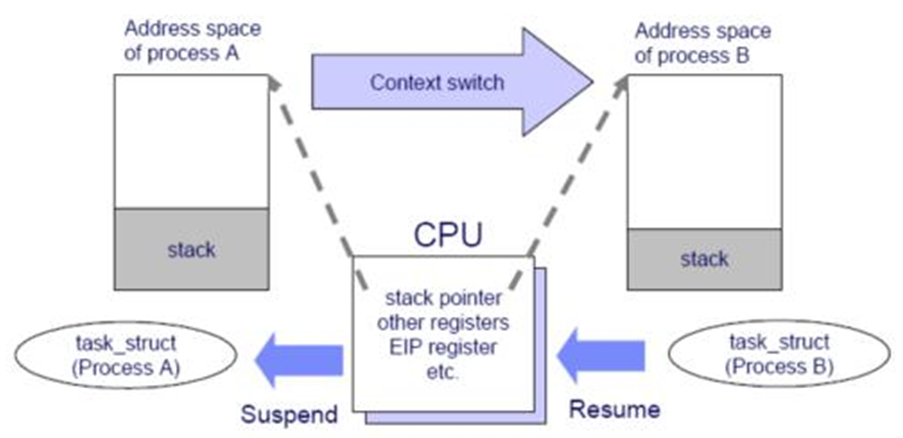 Address space
of process A
Context switch
Address space
of process B
stack
CPU
stack pointer
other registers
EIP register
etc.
stack
task_struct
(Process A)
Suspend
Resume
task_struct
(Process B)